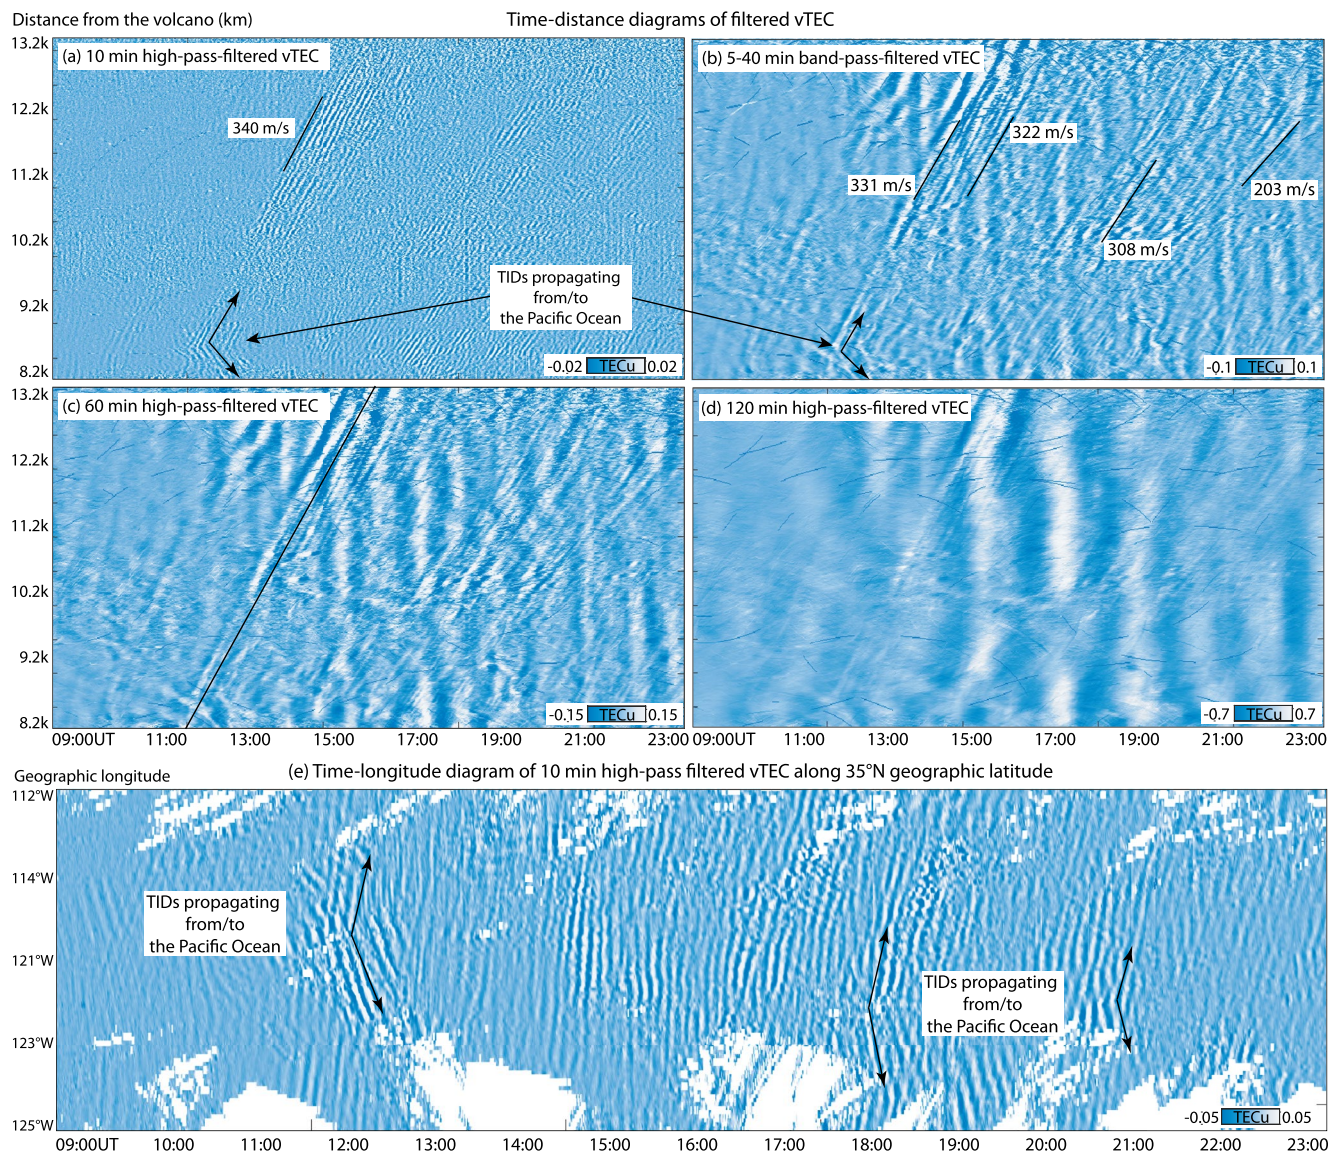 Distance from the volcano (km)
Time-distance diagrams of filtered vTEC
13.2k
12.2k
11.2k
10.2k
9.2k
8.2k
(a) 10 min high-pass-filtered vTEC
340 m/s
-0.02 TECu 0.02
(b) 5-40 min band-pass-filtered vTEC
322 m/s
331 m/s
203 m/s
308 m/s
-0.1 TECu 0.1
TIDs propagating
from/to
the Pacific Ocean
13.2k
12.2k
11.2k
10.2k
9.2k
8.2k
(c) 60 min high-pass-filtered vTEC
-0.15 TECu 0.15
(d) 120 min high-pass-filtered vTEC
-0.7 TECu 0.7
09:00UT 11:00 13:00 15:00 17:00 19:00 21:00 23:00
09:00UT 11:00 13:00 15:00 17:00 19:00 21:00 23:00
Geographic longitude
(e) Time-longitude diagram of 10 min high-pass filtered vTEC along 35°N geographic latitude
112°W
114°W
121°W
123°W
125°W
TIDs propagating
from/to
the Pacific Ocean
TIDs propagating
from/to
the Pacific Ocean
-0.05 TECu 0.05
09:00UT 10:00 11:00 12:00 13:00 14:00 15:00 16:00 17:00 18:00 19:00 20:00 21:00 22:00 23:00